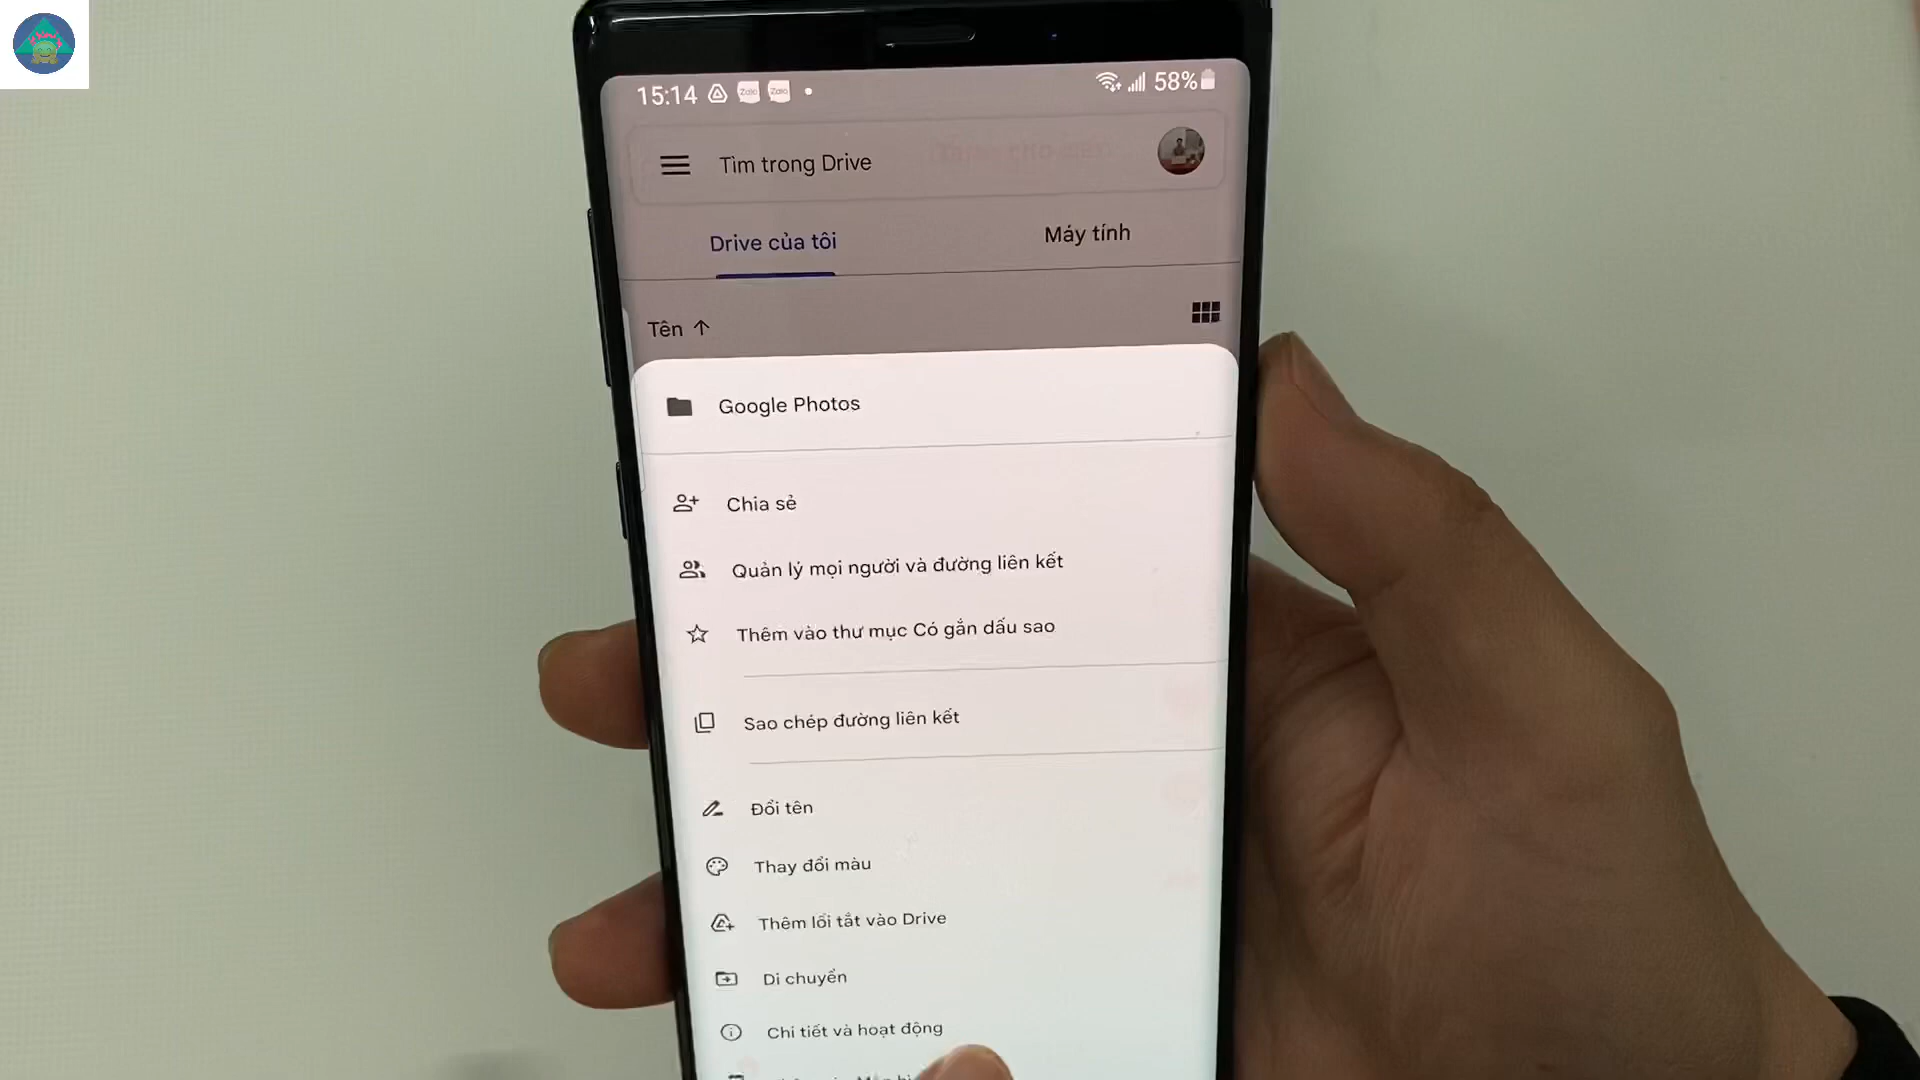 15:14 Zalo Zalo 58%
Tìm trong Drive
Drive của tôi
Máy tính
Tên
Google Photos
Chia sẻ
Quản lý mọi người và đường liên kết
Thêm vào thư mục Có gắn dấu sao
Sao chép đường liên kết
Đổi tên
Thay đổi màu
Thêm lối tắt vào Drive
Di chuyển
Chi tiết và hoạt động